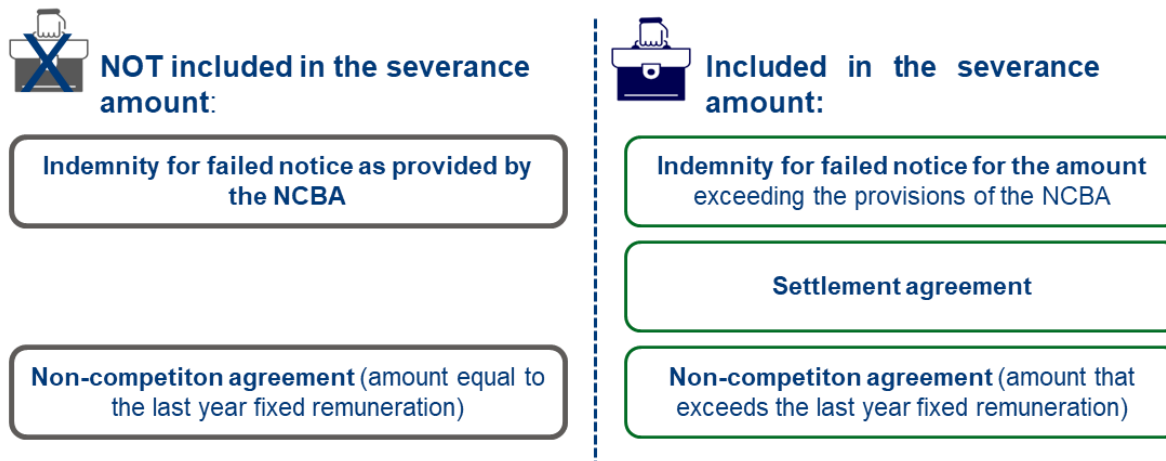 NOT included in the severance
amount:
Indemnity for failed notice as provided by
the NCBA
Non-competiton agreement (amount equal to
the last year fixed remuneration)
Included in the severance
amount:
Indemnity for failed notice for the amount
exceeding the provisions of the NCBA
Settlement agreement
Non-competiton agreement (amount that
exceeds the last year fixed remuneration)